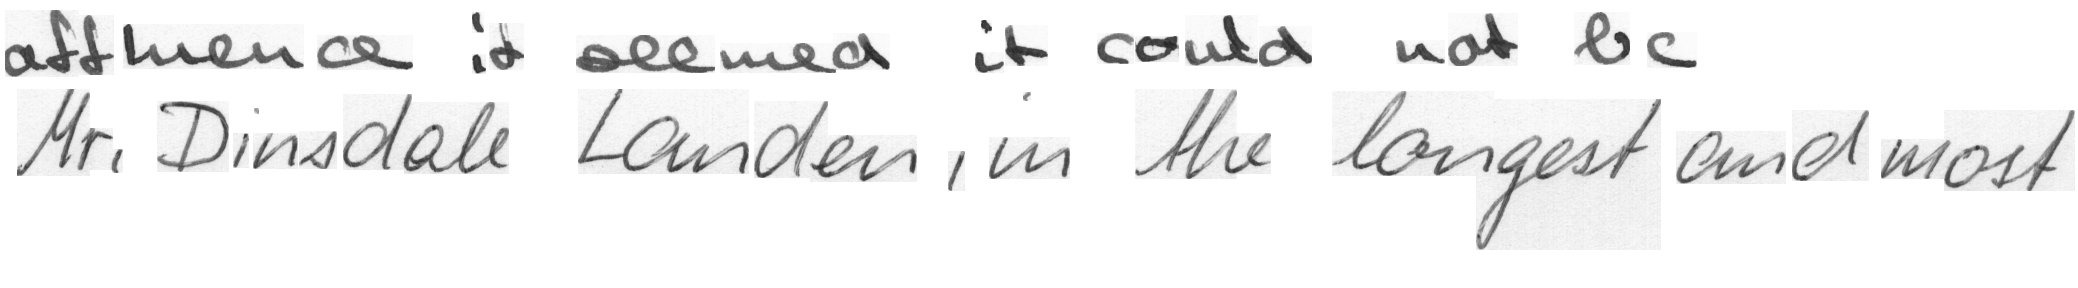 affluence it seemed it could not be
Mr. Dinsdale Landen, in the longest and most